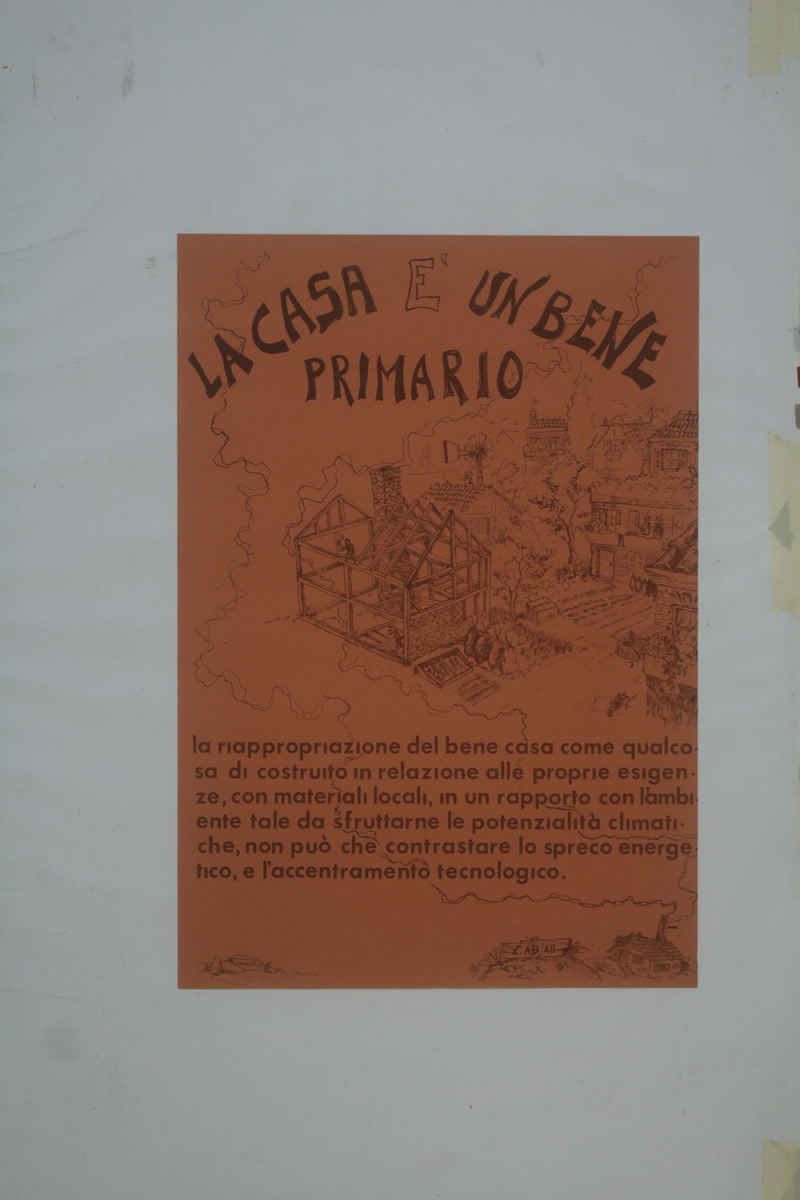 LA CASA E' UN BENE
PRIMARIO
la riappropriazione del bene casa come qualco-
sa di costruito in relazione alle proprie esigen-
ze, con materiali locali, in un rapporto con l'ambi-
ente tale da sfruttarne le potenzialità climati-
che, non può che contrastare lo spreco energe-
tico, e l'accentramento tecnologico.